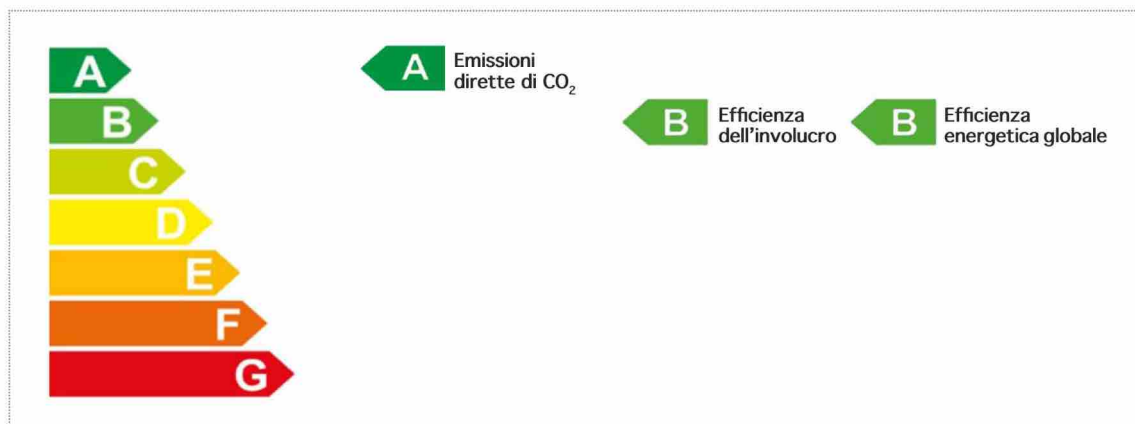 A
B
C
D
E
F
G
A
Emissioni
dirette di CO₂
B
Efficienza
dell'involucro
B
Efficienza
energetica globale